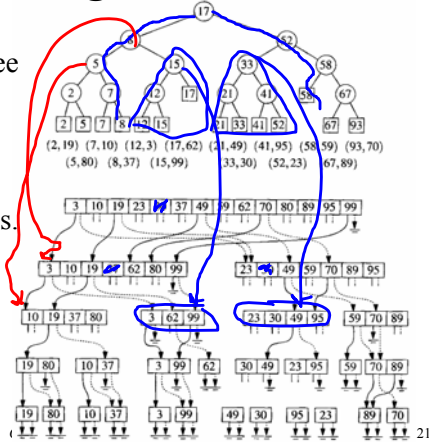 17
52
ee 5 15 33 58
2 7 12 17 21 41 58 67
2 5 7 8 12 15 21 33 41 52 67 93
(2, 19) (7, 10) (12, 3) (17, 62) (21, 49) (41, 95) (58, 59) (93, 70)
(5, 80) (8, 37) (15, 99) (33, 30) (52, 23) (67, 89)
3 10 19 23 37 49 59 62 70 80 89 95 99
s.
3 10 19 62 80 99 23 49 59 70 89 95
10 19 37 80 3 62 99 23 30 49 95 59 70 89
19 80 10 37 3 99 62 30 49 23 95 59 70 89
19 80 10 37 3 99 49 30 95 23 89 70
21